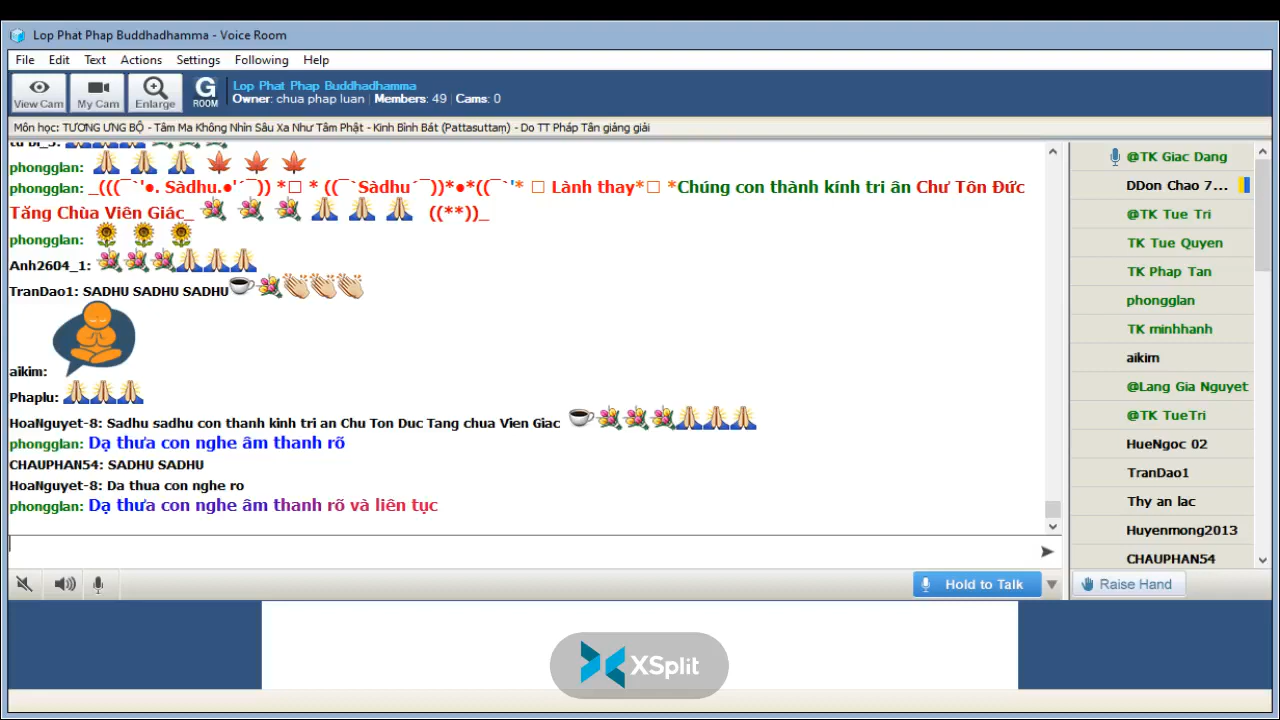 Lop Phat Phap Buddhadhamma - Voice Room
File Edit Text Actions Settings Following Help
View Cam My Cam Enlarge G ROOM
Lop Phat Phap Buddhadhamma
Owner: chua phap luan | Members: 49 | Cams: 0
Môn học: TƯƠNG ƯNG BỘ - Tâm Ma Không Nhìn Sâu Xa Như Tâm Phật - Kinh Bình Bát (Pattasuttaṃ) - Do TT Pháp Tân giảng giải
phongglan:
phongglan: _(((¯`'●. Sàdhu.●'´¯)) *□ * ((¯`Sàdhu´¯))*●*((¯`'* □ Lành thay*□ *Chúng con thành kính tri ân Chư Tôn Đức
Tăng Chùa Viên Giác_ ((**))_
phongglan:
Anh2604_1:
TranDao1: SADHU SADHU SADHU
aikim:
Phaplu:
HoaNguyet-8: Sadhu sadhu con thanh kinh tri an Chu Ton Duc Tang chua Vien Giac
phongglan: Dạ thưa con nghe âm thanh rõ
CHAUPHAN54: SADHU SADHU
HoaNguyet-8: Da thua con nghe ro
phongglan: Dạ thưa con nghe âm thanh rõ và liên tục
Hold to Talk
@TK Giac Dang
DDon Chao 7...
@TK Tue Tri
TK Tue Quyen
TK Phap Tan
phongglan
TK minhhanh
aikim
@Lang Gia Nguyet
@TK TueTri
HueNgoc 02
TranDao1
Thy an lac
Huyenmong2013
CHAUPHAN54
Raise Hand
XSplit